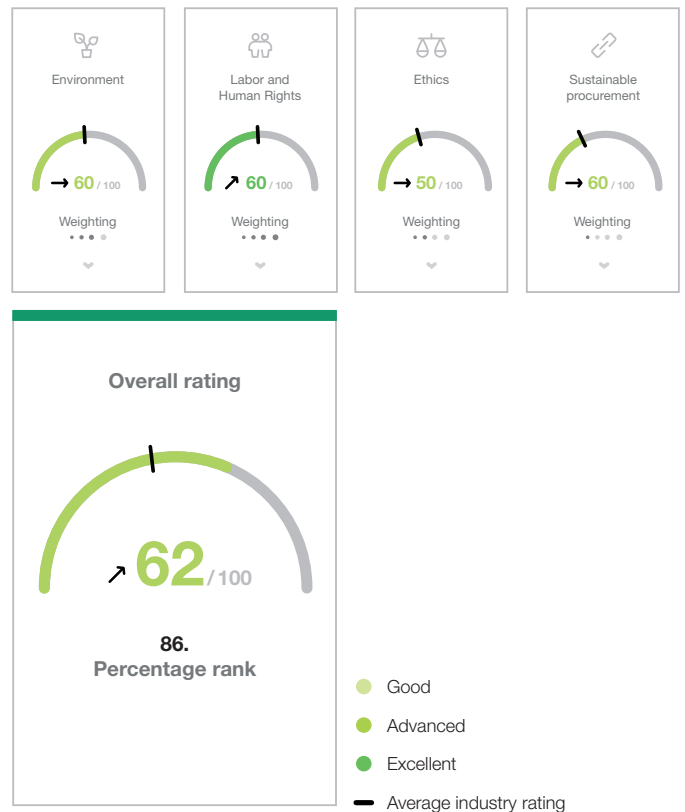 Environment
→ 60 / 100
Weighting
Labor and
Human Rights
↗ 60 / 100
Weighting
Ethics
→ 50 / 100
Weighting
Sustainable
procurement
→ 60 / 100
Weighting
Overall rating
↗ 62 / 100
86.
Percentage rank
Good
Advanced
Excellent
Average industry rating